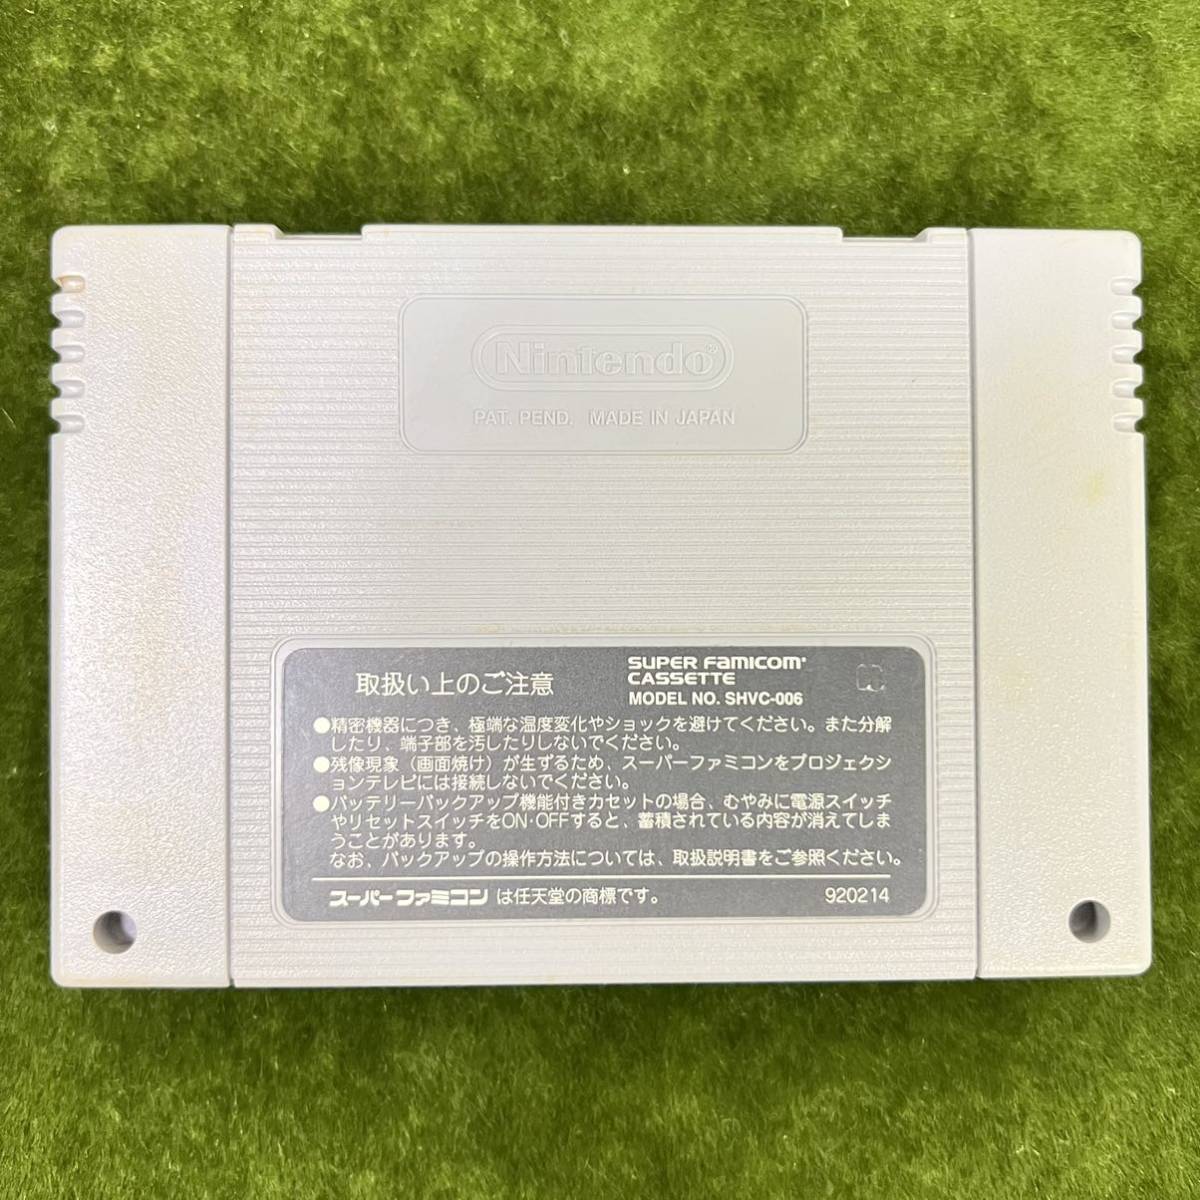 Nintendo®
PAT. PEND. MADE IN JAPAN
取扱い上のご注意
SUPER FAMICOM
CASSETTE
MODEL NO. SHVC-006
●精密機器につき、極端な温度変化やショックを避けてください。また分解
したり、端子部を汚したりしないでください。
●残像現象（画面焼け）が生ずるため、スーパーファミコンをプロジェクシ
ョンテレビには接続しないでください。
●バッテリーバックアップ機能付きカセットの場合、むやみに電源スイッチ
やリセットスイッチをON・OFFすると、蓄積されている内容が消えてしま
うことがあります。
なお、バックアップの操作方法については、取扱説明書をご参照ください。
スーパーファミコン は任天堂の商標です。
920214